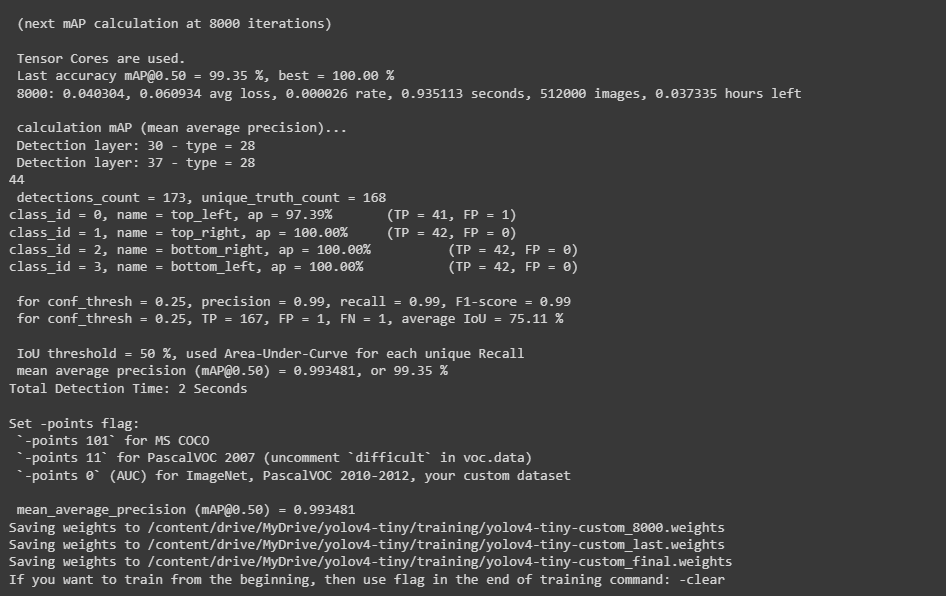 (next mAP calculation at 8000 iterations)
Tensor Cores are used.
Last accuracy mAP@0.50 = 99.35 %, best = 100.00 %
8000: 0.040304, 0.060934 avg loss, 0.000026 rate, 0.935113 seconds, 512000 images, 0.037335 hours left
calculation mAP (mean average precision)...
Detection layer: 30 - type = 28
Detection layer: 37 - type = 28
44
detections_count = 173, unique_truth_count = 168
class_id = 0, name = top_left, ap = 97.39% (TP = 41, FP = 1)
class_id = 1, name = top_right, ap = 100.00% (TP = 42, FP = 0)
class_id = 2, name = bottom_right, ap = 100.00% (TP = 42, FP = 0)
class_id = 3, name = bottom_left, ap = 100.00% (TP = 42, FP = 0)
for conf_thresh = 0.25, precision = 0.99, recall = 0.99, F1-score = 0.99
for conf_thresh = 0.25, TP = 167, FP = 1, FN = 1, average IoU = 75.11 %
IoU threshold = 50 %, used Area-Under-Curve for each unique Recall
mean average precision (mAP@0.50) = 0.993481, or 99.35 %
Total Detection Time: 2 Seconds
Set -points flag:
`-points 101` for MS COCO
`-points 11` for PascalVOC 2007 (uncomment `difficult` in voc.data)
`-points 0` (AUC) for ImageNet, PascalVOC 2010-2012, your custom dataset
mean_average_precision (mAP@0.50) = 0.993481
Saving weights to /content/drive/MyDrive/yolov4-tiny/training/yolov4-tiny-custom_8000.weights
Saving weights to /content/drive/MyDrive/yolov4-tiny/training/yolov4-tiny-custom_last.weights
Saving weights to /content/drive/MyDrive/yolov4-tiny/training/yolov4-tiny-custom_final.weights
If you want to train from the beginning, then use flag in the end of training command: -clear